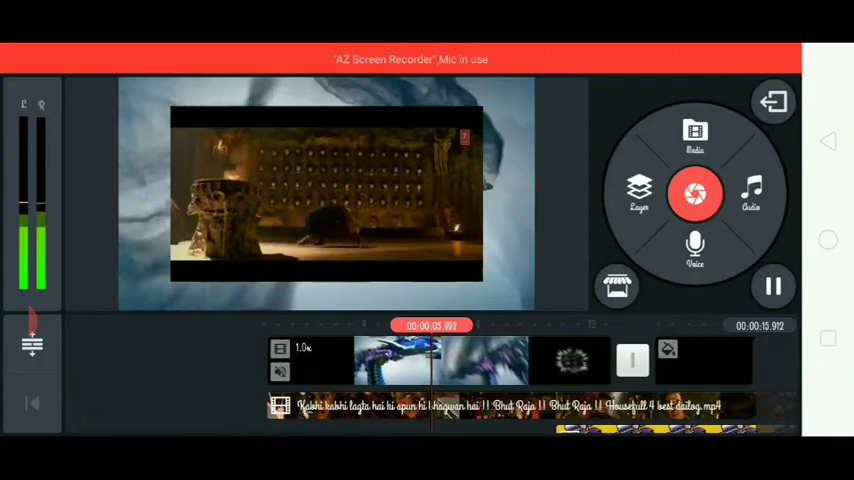 "AZ Screen Recorder",Mic in use
L R
Media
Layer
Audio
Voice
00:00:05.992
6
12
00:00:15.912
1.0x
Kabhi kabhi lagta hai ki apun hi bhagwan hai !! Bhut Raja !! Bhut Raja !! Housefull 4 best dailog.mp4